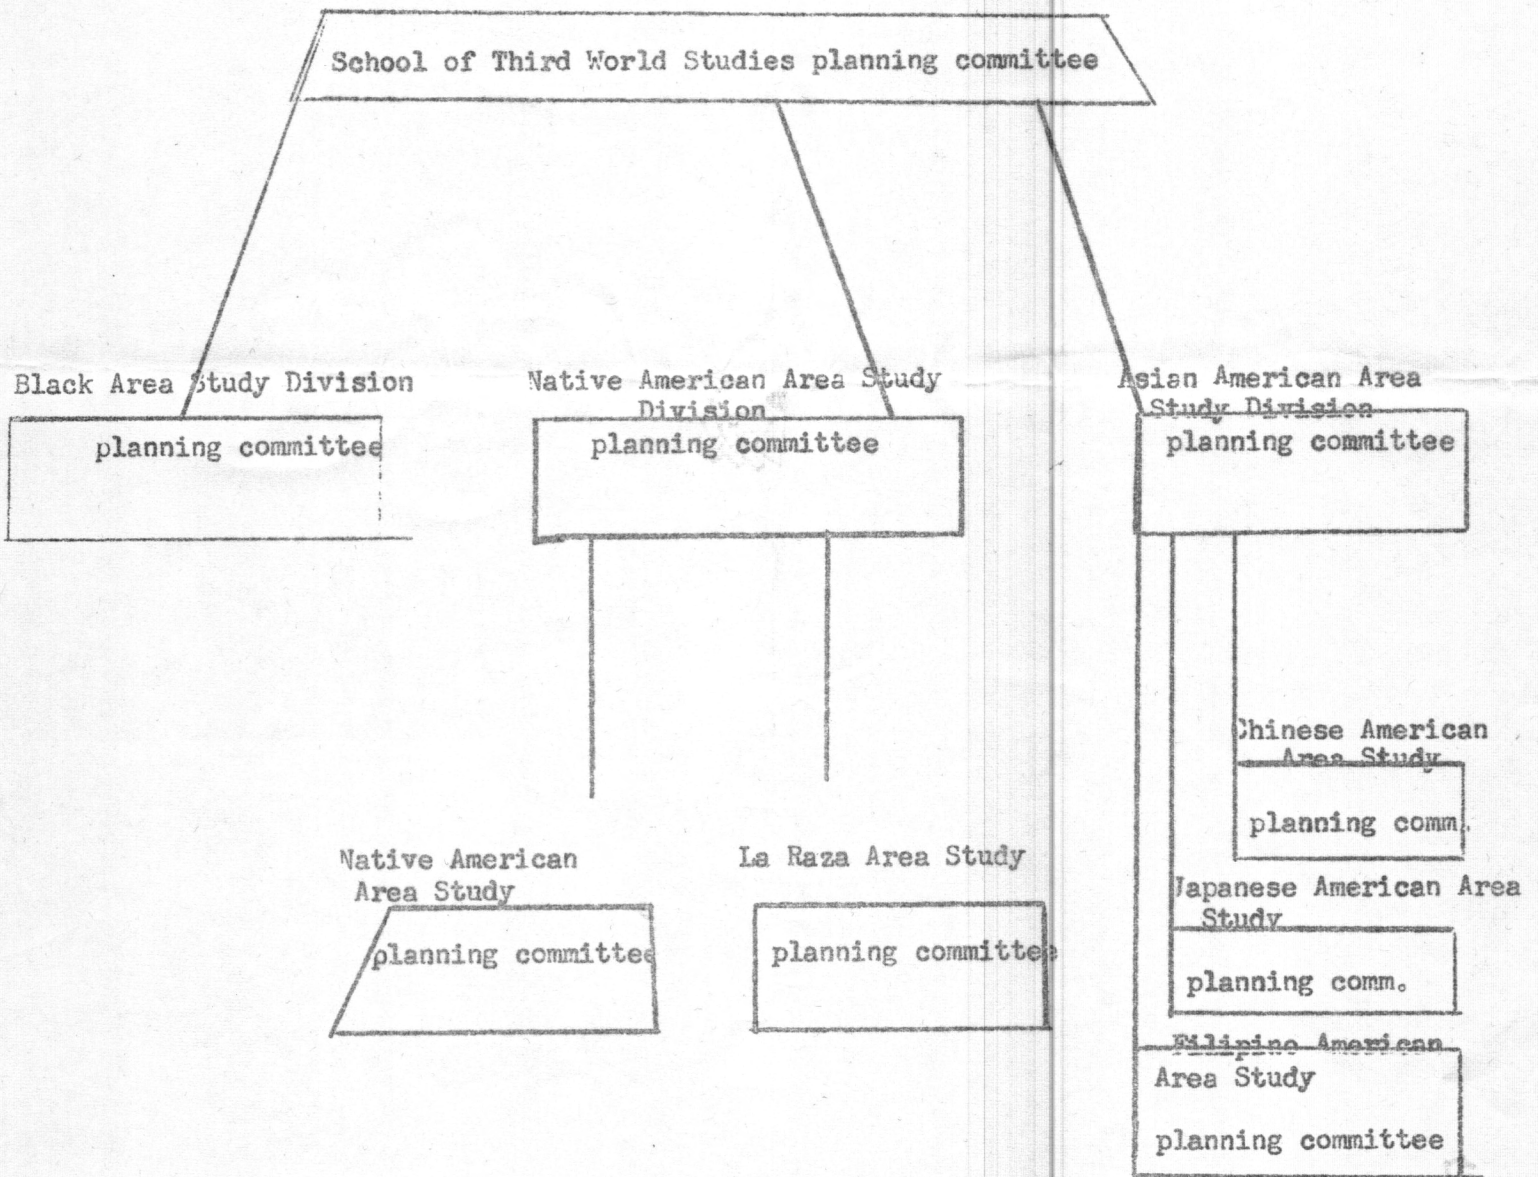 School of Third World Studies planning committee
Black Area Study Division
planning committee
Native American Area Study
Division
planning committee
Asian American Area
Study Division
planning committee
Chinese American
Area Study
planning comm.
Native American
Area Study
planning committee
La Raza Area Study
planning committee
Japanese American Area
Study
planning comm.
Filipino American
Area Study
planning committee